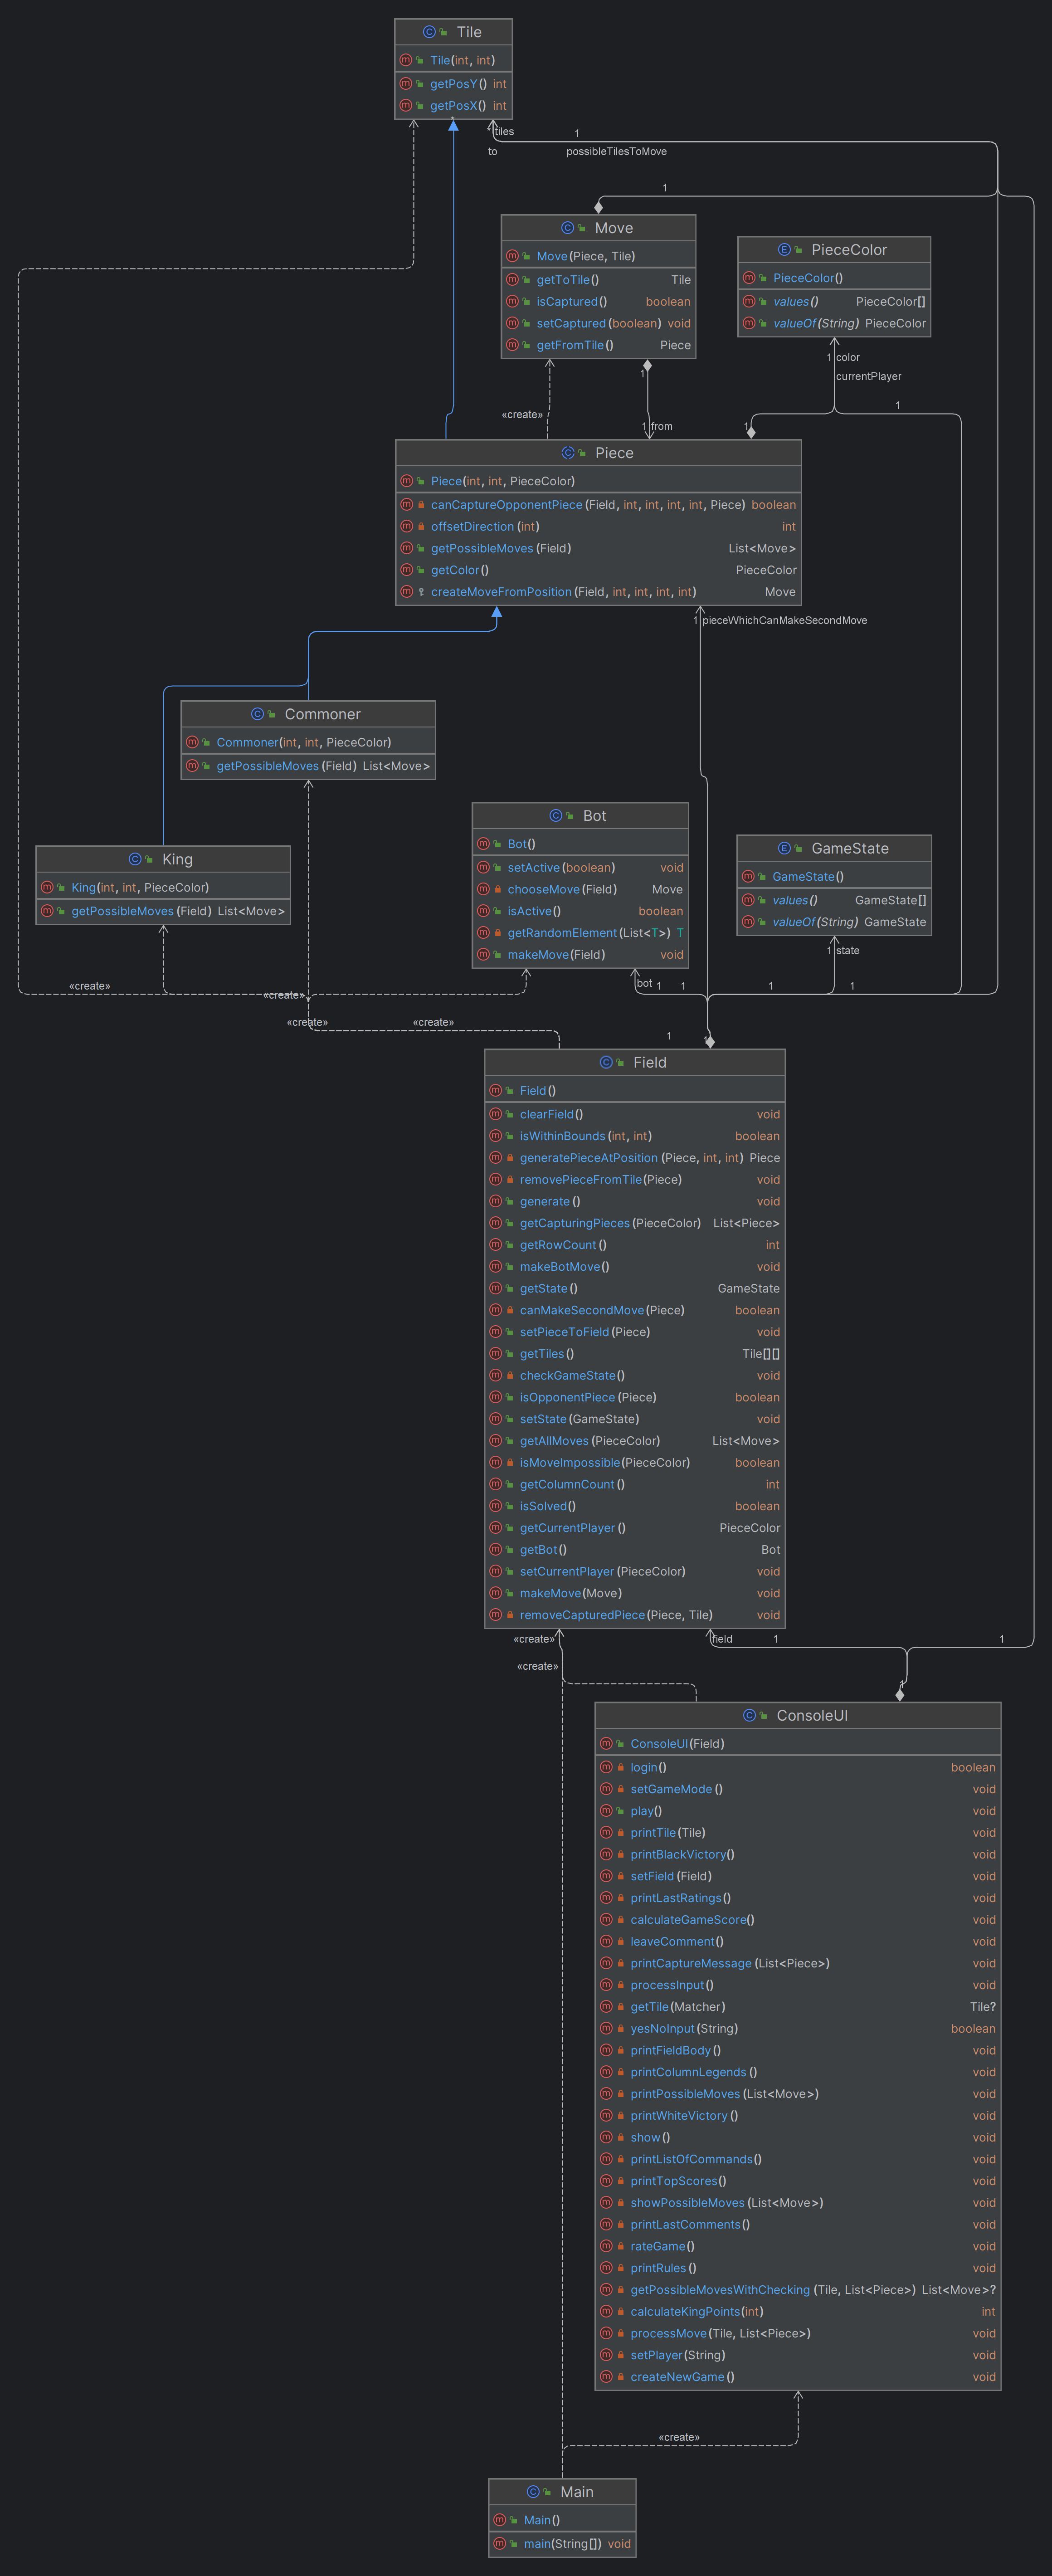 Tile
Tile(int, int)
getPosY() int
getPosX() int
*tiles
1
to
possibleTilesToMove
1
Move
Move(Piece, Tile)
getToTile() Tile
isCaptured() boolean
setCaptured(boolean) void
getFromTile() Piece
PieceColor
PieceColor()
values() PieceColor[]
valueOf(String) PieceColor
1 color
currentPlayer
1
1
«create»
1 from
1
Piece
Piece(int, int, PieceColor)
canCaptureOpponentPiece(Field, int, int, int, int, Piece) boolean
offsetDirection(int) int
getPossibleMoves(Field) List<Move>
getColor() PieceColor
createMoveFromPosition(Field, int, int, int, int) Move
1 pieceWhichCanMakeSecondMove
Commoner
Commoner(int, int, PieceColor)
getPossibleMoves(Field) List<Move>
King
King(int, int, PieceColor)
getPossibleMoves(Field) List<Move>
Bot
Bot()
setActive(boolean) void
chooseMove(Field) Move
isActive() boolean
getRandomElement(List<T>) T
makeMove(Field) void
GameState
GameState()
values() GameState[]
valueOf(String) GameState
1 state
«create»
«create»
bot 1
1
1
1
«create»
«create»
1
1
Field
Field()
clearField() void
isWithinBounds(int, int) boolean
generatePieceAtPosition(Piece, int, int) Piece
removePieceFromTile(Piece) void
generate() void
getCapturingPieces(PieceColor) List<Piece>
getRowCount() int
makeBotMove() void
getState() GameState
canMakeSecondMove(Piece) boolean
setPieceToField(Piece) void
getTiles() Tile[][]
checkGameState() void
isOpponentPiece(Piece) boolean
setState(GameState) void
getAllMoves(PieceColor) List<Move>
isMoveImpossible(PieceColor) boolean
getColumnCount() int
isSolved() boolean
getCurrentPlayer() PieceColor
getBot() Bot
setCurrentPlayer(PieceColor) void
makeMove(Move) void
removeCapturedPiece(Piece, Tile) void
«create»
field
1
1
«create»
1
ConsoleUI
ConsoleUI(Field)
login() boolean
setGameMode() void
play() void
printTile(Tile) void
printBlackVictory() void
setField(Field) void
printLastRatings() void
calculateGameScore() void
leaveComment() void
printCaptureMessage(List<Piece>) void
processInput() void
getTile(Matcher) Tile?
yesNoInput(String) boolean
printFieldBody() void
printColumnLegends() void
printPossibleMoves(List<Move>) void
printWhiteVictory() void
show() void
printListOfCommands() void
printTopScores() void
showPossibleMoves(List<Move>) void
printLastComments() void
rateGame() void
printRules() void
getPossibleMovesWithChecking(Tile, List<Piece>) List<Move>?
calculateKingPoints(int) int
processMove(Tile, List<Piece>) void
setPlayer(String) void
createNewGame() void
«create»
Main
Main()
main(String[]) void